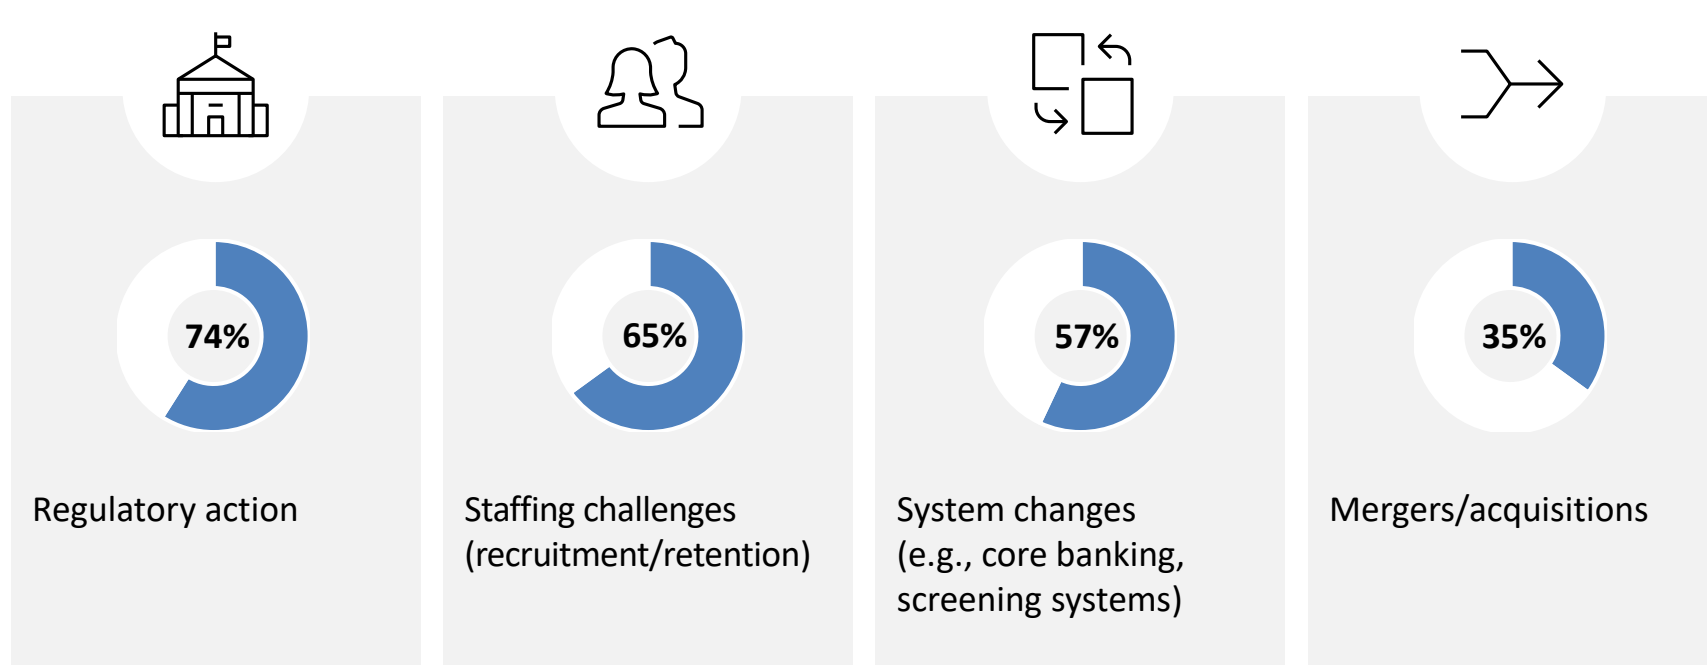 74%
65%
57%
35%
Regulatory action
Staffing challenges
(recruitment/retention)
System changes
(e.g., core banking,
screening systems)
Mergers/acquisitions